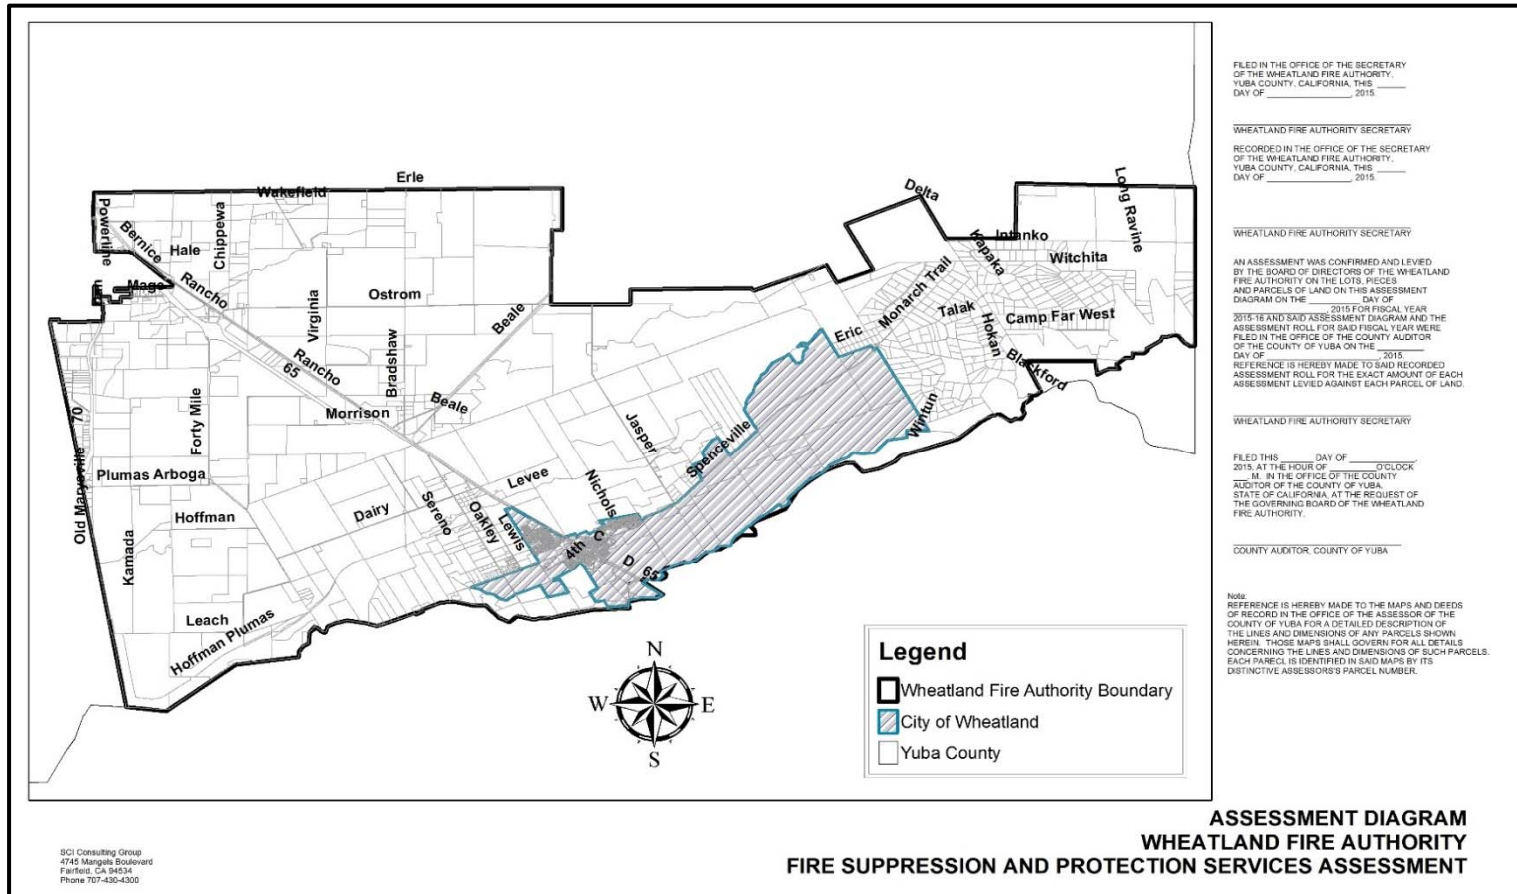 Erle
Wakefield
Delta
Long Ravine
Powerline
Bernice
Hale
Chippewa
Intanko
Kapaka
Witchita
Mage
Rancho
Virginia
Ostrom
Monarch Trail
Talak
Camp Far West
Hokan
Beale
Eric
Bradshaw
Rancho
65
Blackford
Beale
Morrison
Forty Mile
70
Wintun
Jasper
Spenceville
Old Marysville
Plumas Arboga
Levee
Nichols
Sereno
Dairy
Oakley
Lewis
Hoffman
Kamada
4th
C
D
65
Leach
Hoffman Plumas
N
W
E
S
Legend
Wheatland Fire Authority Boundary
City of Wheatland
Yuba County
FILED IN THE OFFICE OF THE SECRETARY
OF THE WHEATLAND FIRE AUTHORITY,
YUBA COUNTY, CALIFORNIA, THIS ______
DAY OF _________________, 2015.
WHEATLAND FIRE AUTHORITY SECRETARY
RECORDED IN THE OFFICE OF THE SECRETARY
OF THE WHEATLAND FIRE AUTHORITY,
YUBA COUNTY, CALIFORNIA, THIS ______
DAY OF _________________, 2015.
WHEATLAND FIRE AUTHORITY SECRETARY
AN ASSESSMENT WAS CONFIRMED AND LEVIED
BY THE BOARD OF DIRECTORS OF THE WHEATLAND
FIRE AUTHORITY ON THE LOTS, PIECES
AND PARCELS OF LAND ON THIS ASSESSMENT
DIAGRAM ON THE ___________ DAY OF
___________________, 2015 FOR FISCAL YEAR
2015-16 AND SAID ASSESSMENT DIAGRAM AND THE
ASSESSMENT ROLL FOR SAID FISCAL YEAR WERE
FILED IN THE OFFICE OF THE COUNTY AUDITOR
OF THE COUNTY OF YUBA ON THE __________
DAY OF _______________________, 2015.
REFERENCE IS HEREBY MADE TO SAID RECORDED
ASSESSMENT ROLL FOR THE EXACT AMOUNT OF EACH
ASSESSMENT LEVIED AGAINST EACH PARCEL OF LAND.
WHEATLAND FIRE AUTHORITY SECRETARY
FILED THIS ______ DAY OF ______________,
2015, AT THE HOUR OF __________O'CLOCK
___. M. IN THE OFFICE OF THE COUNTY
AUDITOR OF THE COUNTY OF YUBA,
STATE OF CALIFORNIA, AT THE REQUEST OF
THE GOVERNING BOARD OF THE WHEATLAND
FIRE AUTHORITY.
COUNTY AUDITOR, COUNTY OF YUBA
Note:
REFERENCE IS HEREBY MADE TO THE MAPS AND DEEDS
OF RECORD IN THE OFFICE OF THE ASSESSOR OF THE
COUNTY OF YUBA FOR A DETAILED DESCRIPTION OF
THE LINES AND DIMENSIONS OF ANY PARCELS SHOWN
HEREIN. THOSE MAPS SHALL GOVERN FOR ALL DETAILS
CONCERNING THE LINES AND DIMENSIONS OF SUCH PARCELS.
EACH PARECL IS IDENTIFIED IN SAID MAPS BY ITS
DISTINCTIVE ASSESSORS'S PARCEL NUMBER.
ASSESSMENT DIAGRAM
WHEATLAND FIRE AUTHORITY
FIRE SUPPRESSION AND PROTECTION SERVICES ASSESSMENT
SCI Consulting Group
4745 Mangels Boulevard
Fairfield, CA 94534
Phone 707-430-4300